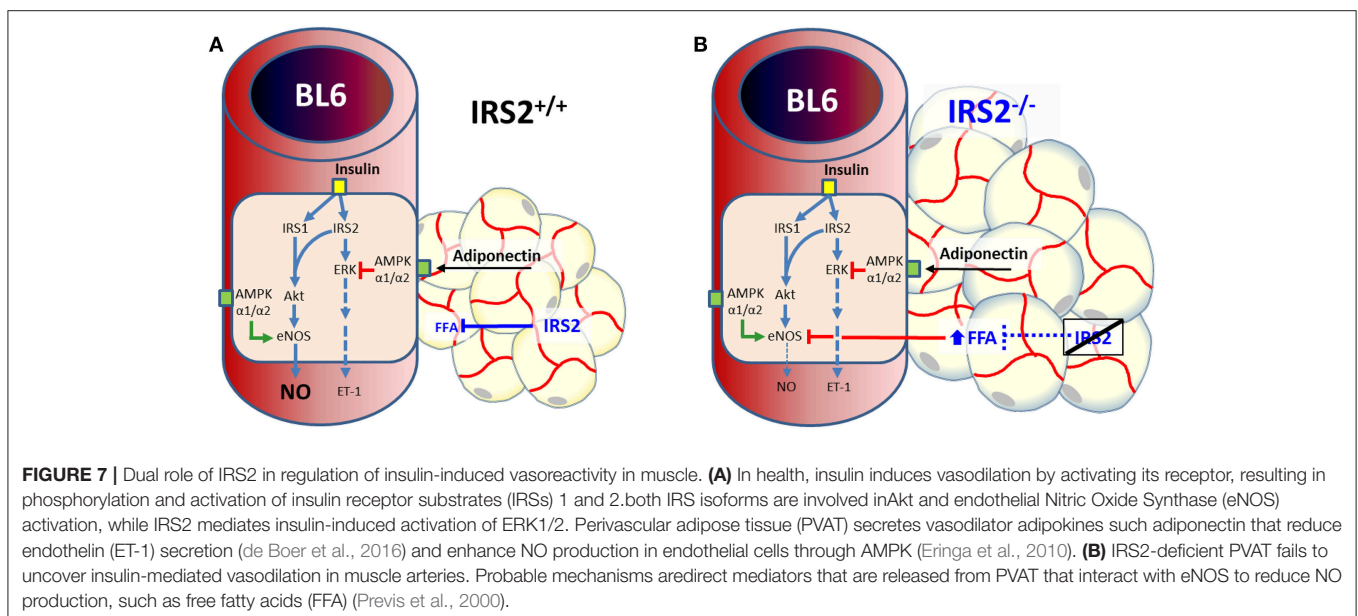 A
BL6
IRS2+/+
Insulin
IRS1
IRS2
ERK
AMPK
α1/α2
Adiponectin
Akt
AMPK
α1/α2
eNOS
FFA
IRS2
NO
ET-1
B
BL6
IRS2-/-
Insulin
IRS1
IRS2
ERK
AMPK
α1/α2
Adiponectin
Akt
AMPK
α1/α2
eNOS
FFA
IRS2
NO
ET-1
FIGURE 7 | Dual role of IRS2 in regulation of insulin-induced vasoreactivity in muscle. (A) In health, insulin induces vasodilation by activating its receptor, resulting in
phosphorylation and activation of insulin receptor substrates (IRSs) 1 and 2.both IRS isoforms are involved inAkt and endothelial Nitric Oxide Synthase (eNOS)
activation, while IRS2 mediates insulin-induced activation of ERK1/2. Perivascular adipose tissue (PVAT) secretes vasodilator adipokines such adiponectin that reduce
endothelin (ET-1) secretion (de Boer et al., 2016) and enhance NO production in endothelial cells through AMPK (Eringa et al., 2010). (B) IRS2-deficient PVAT fails to
uncover insulin-mediated vasodilation in muscle arteries. Probable mechanisms aredirect mediators that are released from PVAT that interact with eNOS to reduce NO
production, such as free fatty acids (FFA) (Previs et al., 2000).